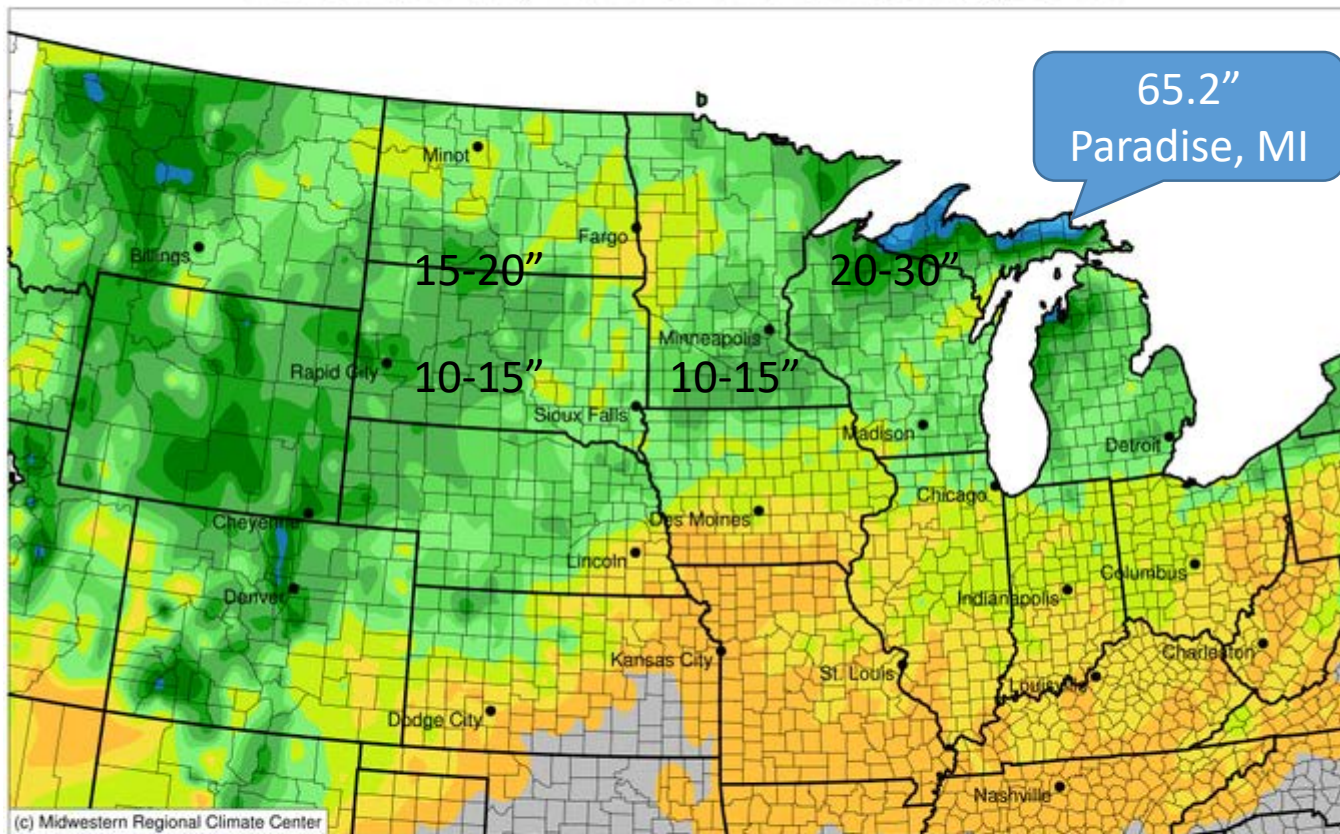 65.2”
Paradise, MI
Minot
Fargo
Billings
15-20”
20-30”
Minneapolis
Rapid City
10-15”
10-15”
Sioux Falls
Madison
Detroit
Chicago
Cheyenne
Des Moines
Lincoln
Columbus
Denver
Indianapolis
Charleston
Kansas City
St. Louis
Louisville
Dodge City
Nashville
(c) Midwestern Regional Climate Center